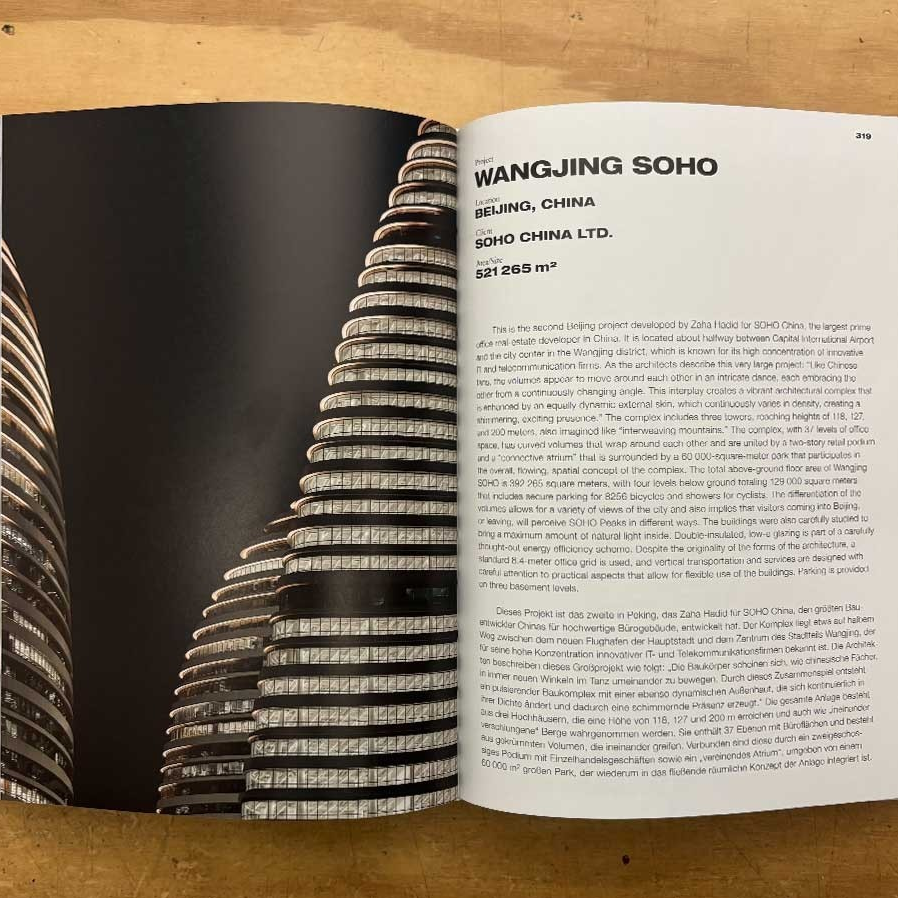 319
Project
WANGJING SOHO
Location
BEIJING, CHINA
Client
SOHO CHINA LTD.
Area/Size
521 265 m²
This is the second Beijing project developed by Zaha Hadid for SOHO China, the largest prime
office real-estate developer in China. It is located about halfway between Capital International Airport
and the city center in the Wangjing district, which is known for its high concentration of innovative
IT and telecommunication firms. As the architects describe this very large project: “Like Chinese
fans, the volumes appear to move around each other in an intricate dance, each embracing the
other from a continuously changing angle. This interplay creates a vibrant architectural complex that
is enhanced by an equally dynamic external skin, which continuously varies in density, creating a
shimmering, exciting presence.” The complex includes three towers, reaching heights of 118, 127,
and 200 meters, also imagined like “interweaving mountains.” The complex, with 37 levels of office
space, has curved volumes that wrap around each other and are united by a two-story retail podium
and a “connective atrium” that is surrounded by a 60 000-square-meter park that participates in
the overall, flowing, spatial concept of the complex. The total above-ground floor area of Wangjing
SOHO is 392 265 square meters, with four levels below ground totaling 129 000 square meters
that includes secure parking for 8256 bicycles and showers for cyclists. The differentiation of the
volumes allows for a variety of views of the city and also implies that visitors coming into Beijing,
or leaving, will perceive SOHO Peaks in different ways. The buildings were also carefully studied to
bring a maximum amount of natural light inside. Double-insulated, low-e glazing is part of a carefully
thought-out energy efficiency scheme. Despite the originality of the forms of the architecture, a
standard 8.4-meter office grid is used, and vertical transportation and services are designed with
careful attention to practical aspects that allow for flexible use of the buildings. Parking is provided
on three basement levels.
Dieses Projekt ist das zweite in Peking, das Zaha Hadid für SOHO China, den größten Bau-
entwickler Chinas für hochwertige Bürogebäude, entwickelt hat. Der Komplex liegt etwa auf halbem
Weg zwischen dem neuen Flughafen der Hauptstadt und dem Zentrum des Stadtteils Wangjing, der
für seine hohe Konzentration innovativer IT- und Telekommunikationsfirmen bekannt ist. Die Architek-
ten beschreiben dieses Großprojekt wie folgt: „Die Baukörper scheinen sich, wie chinesische Fächer,
in immer neuen Winkeln im Tanz umeinander zu bewegen. Durch dieses Zusammenspiel entsteht
ein pulsierender Baukomplex mit einer ebenso dynamischen Außenhaut, die sich kontinuierlich in
ihrer Dichte ändert und dadurch eine schimmernde Präsenz erzeugt.“ Die gesamte Anlage besteht
aus drei Hochhäusern, die eine Höhe von 118, 127 und 200 m erreichen und auch wie „ineinander
verschlungene“ Berge wahrgenommen werden. Sie enthält 37 Ebenen mit Büroflächen und besteht
aus gekrümmten Volumen, die ineinander greifen. Verbunden sind diese durch ein zweigeschos-
siges Podium mit Einzelhandelsgeschäften sowie ein „vereinendes Atrium“, umgeben von einem
60 000 m² großen Park, der wiederum in das fließende räumliche Konzept der Anlage integriert ist.